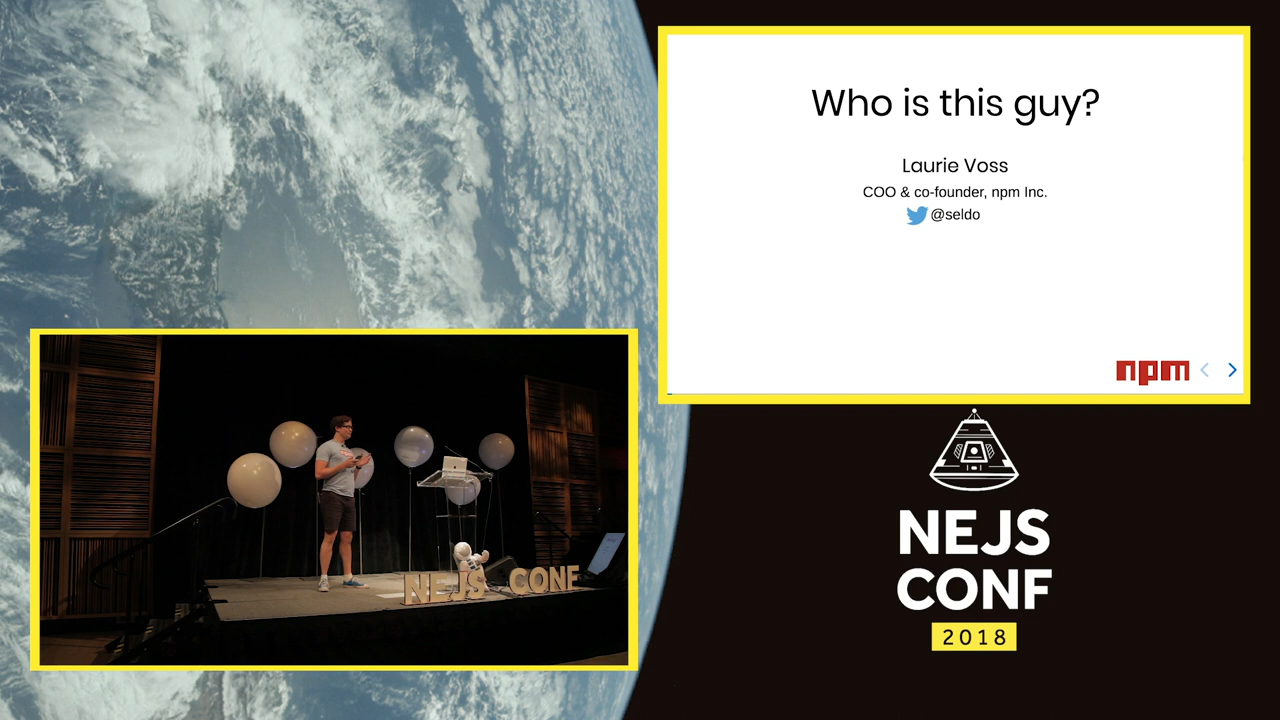 Who is this guy?
Laurie Voss
COO & co-founder, npm Inc.
@seldo
npm
NEJS CONF
NEJS
CONF
2018